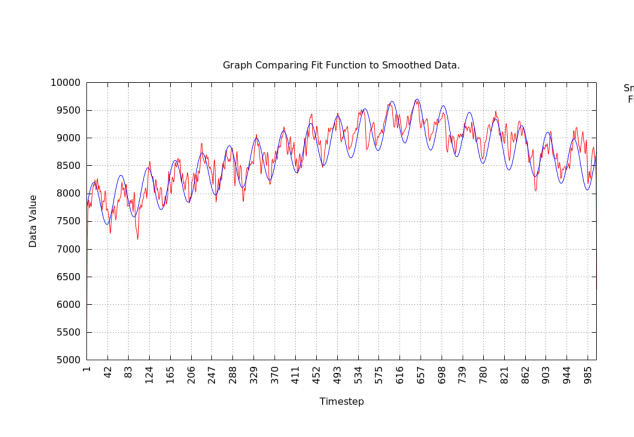 Graph Comparing Fit Function to Smoothed Data.
10000
9500
9000
8500
8000
7500
7000
6500
6000
5500
5000
Data Value
1 42 83 124 165 206 247 288 329 370 411 452 493 534 575 616 657 698 739 780 821 862 903 944 985
Timestep